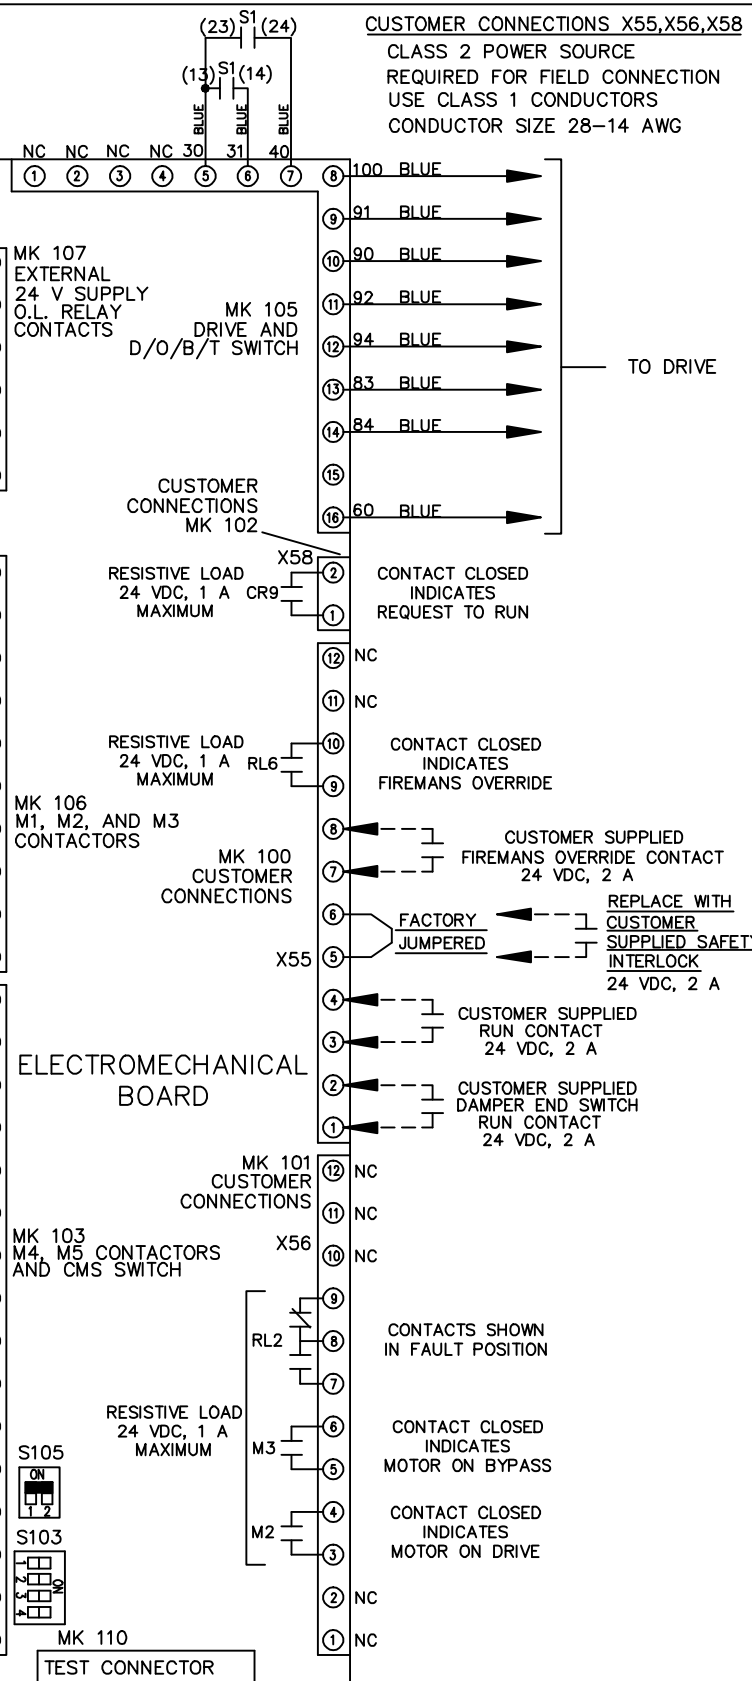 CUSTOMER CONNECTIONS X55,X56,X58
CLASS 2 POWER SOURCE
REQUIRED FOR FIELD CONNECTION
USE CLASS 1 CONDUCTORS
CONDUCTOR SIZE 28-14 AWG
(23) S1 (24)
(13) S1 (14)
BLUE BLUE BLUE
NC NC NC NC 30 31 40
1 2 3 4 5 6 7
8 100 BLUE
9 91 BLUE
10 90 BLUE
11 92 BLUE
12 94 BLUE
13 83 BLUE
14 84 BLUE
15
16 60 BLUE
TO DRIVE
MK 107
EXTERNAL
24 V SUPPLY
O.L. RELAY
CONTACTS
MK 105
DRIVE AND
D/O/B/T SWITCH
CUSTOMER
CONNECTIONS
MK 102
X58
2
1
RESISTIVE LOAD
24 VDC, 1 A
MAXIMUM
CR9
CONTACT CLOSED
INDICATES
REQUEST TO RUN
12 NC
11 NC
10
9
RESISTIVE LOAD
24 VDC, 1 A
MAXIMUM
RL6
CONTACT CLOSED
INDICATES
FIREMANS OVERRIDE
MK 106
M1, M2, AND M3
CONTACTORS
MK 100
CUSTOMER
CONNECTIONS
X55
8
7
CUSTOMER SUPPLIED
FIREMANS OVERRIDE CONTACT
24 VDC, 2 A
6
5
FACTORY
JUMPERED
REPLACE WITH
CUSTOMER
SUPPLIED SAFETY
INTERLOCK
24 VDC, 2 A
4
3
CUSTOMER SUPPLIED
RUN CONTACT
24 VDC, 2 A
2
1
CUSTOMER SUPPLIED
DAMPER END SWITCH
RUN CONTACT
24 VDC, 2 A
ELECTROMECHANICAL
BOARD
MK 101
CUSTOMER
CONNECTIONS
X56
12 NC
11 NC
10 NC
MK 103
M4, M5 CONTACTORS
AND CMS SWITCH
9
8
7
RL2
CONTACTS SHOWN
IN FAULT POSITION
RESISTIVE LOAD
24 VDC, 1 A
MAXIMUM
6
5
M3
CONTACT CLOSED
INDICATES
MOTOR ON BYPASS
4
3
M2
CONTACT CLOSED
INDICATES
MOTOR ON DRIVE
2 NC
1 NC
S105
ON
1 2
S103
1
2
3
4
ON
MK 110
TEST CONNECTOR